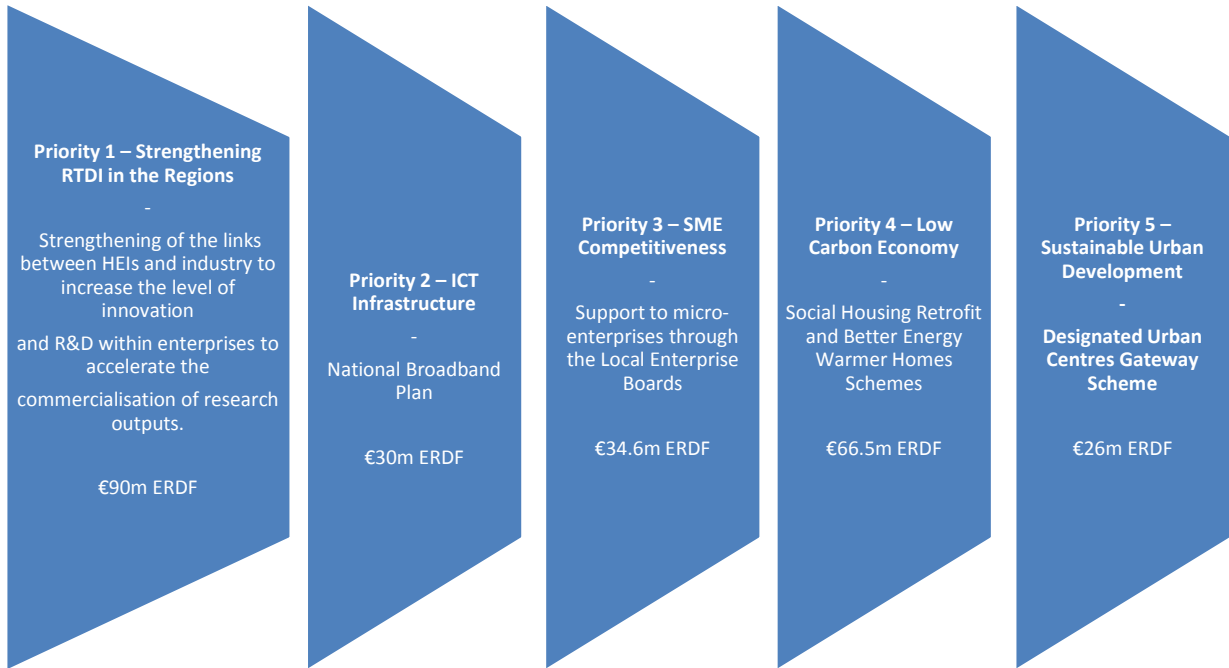 Priority 1 – Strengthening
RTDI in the Regions
-
Strengthening of the links
between HEIs and industry to
increase the level of
innovation
and R&D within enterprises to
accelerate the
commercialisation of research
outputs.
€90m ERDF
Priority 2 – ICT
Infrastructure
-
National Broadband
Plan
€30m ERDF
Priority 3 – SME
Competitiveness
-
Support to micro-
enterprises through
the Local Enterprise
Boards
€34.6m ERDF
Priority 4 – Low
Carbon Economy
-
Social Housing Retrofit
and Better Energy
Warmer Homes
Schemes
€66.5m ERDF
Priority 5 –
Sustainable Urban
Development
-
Designated Urban
Centres Gateway
Scheme
€26m ERDF